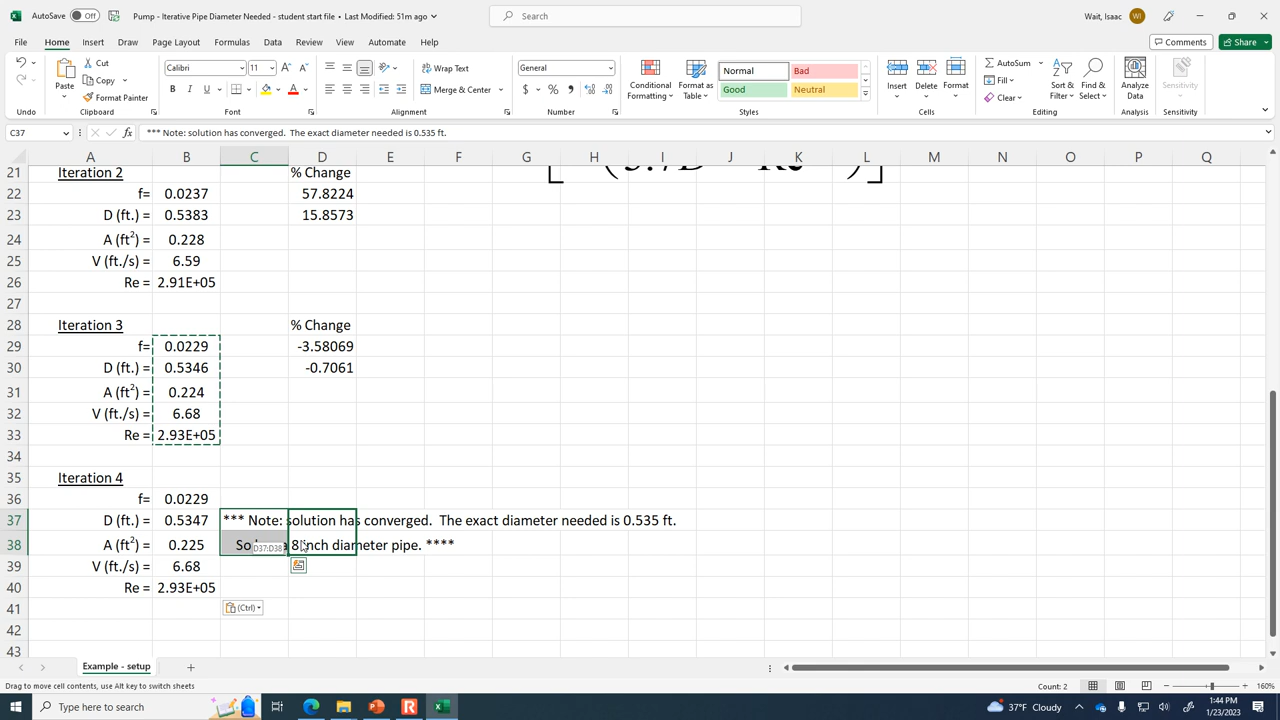 AutoSave Off Pump - Iterative Pipe Diameter Needed - student start file • Last Modified: 51m ago Search Wait, Isaac WI
File Home Insert Draw Page Layout Formulas Data Review View Automate Help Comments Share
Cut Calibri 11 Wrap Text General Normal Bad AutoSum
Paste Copy Conditional Formatting Format as Table Insert Delete Format Fill Sort & Filter Find & Select Analyze Data Sensitivity
Format Painter B I U A Merge & Center $ % Good Neutral Clear
Undo Clipboard Font Alignment Number Styles Cells Editing Analysis Sensitivity
C37 fx *** Note: solution has converged. The exact diameter needed is 0.535 ft.
A B C D E F G H I J K L M N O P Q
21 Iteration 2 % Change
22 f= 0.0237 57.8224
23 D (ft.) = 0.5383 15.8573
24 A (ft2) = 0.228
25 V (ft./s) = 6.59
26 Re = 2.91E+05
27
28 Iteration 3 % Change
29 f= 0.0229 -3.58069
30 D (ft.) = 0.5346 -0.7061
31 A (ft2) = 0.224
32 V (ft./s) = 6.68
33 Re = 2.93E+05
34
35 Iteration 4
36 f= 0.0229
37 D (ft.) = 0.5347 *** Note: solution has converged. The exact diameter needed is 0.535 ft.
38 A (ft2) = 0.225 So 8 inch diameter pipe. ****
D37:D38
39 V (ft./s) = 6.68
40 Re = 2.93E+05
41 (Ctrl)
42
43
Example - setup
Drag to move cell contents, use Alt key to switch sheets Count: 2 160%
Type here to search 37°F Cloudy 1:44 PM
1/23/2023